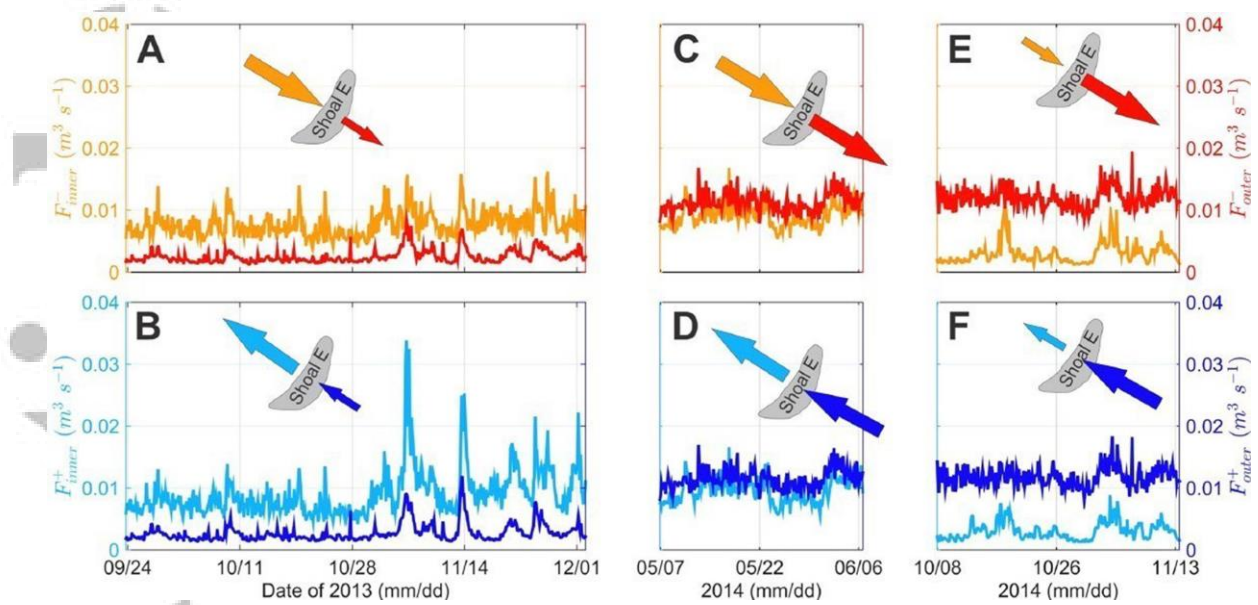 0.04
0.03
0.02
0.01
0
F⁻inner (m³ s⁻¹)
A
Shoal E
C
Shoal E
E
Shoal E
0.04
0.03
0.02
0.01
0
F⁻outer (m³ s⁻¹)
0.04
0.03
0.02
0.01
0
F⁺inner (m³ s⁻¹)
B
Shoal E
D
Shoal E
F
Shoal E
0.04
0.03
0.02
0.01
0
F⁺outer (m³ s⁻¹)
09/24 10/11 10/28 11/14 12/01
05/07 05/22 06/06
10/08 10/26 11/13
Date of 2013 (mm/dd)
2014 (mm/dd)
2014 (mm/dd)